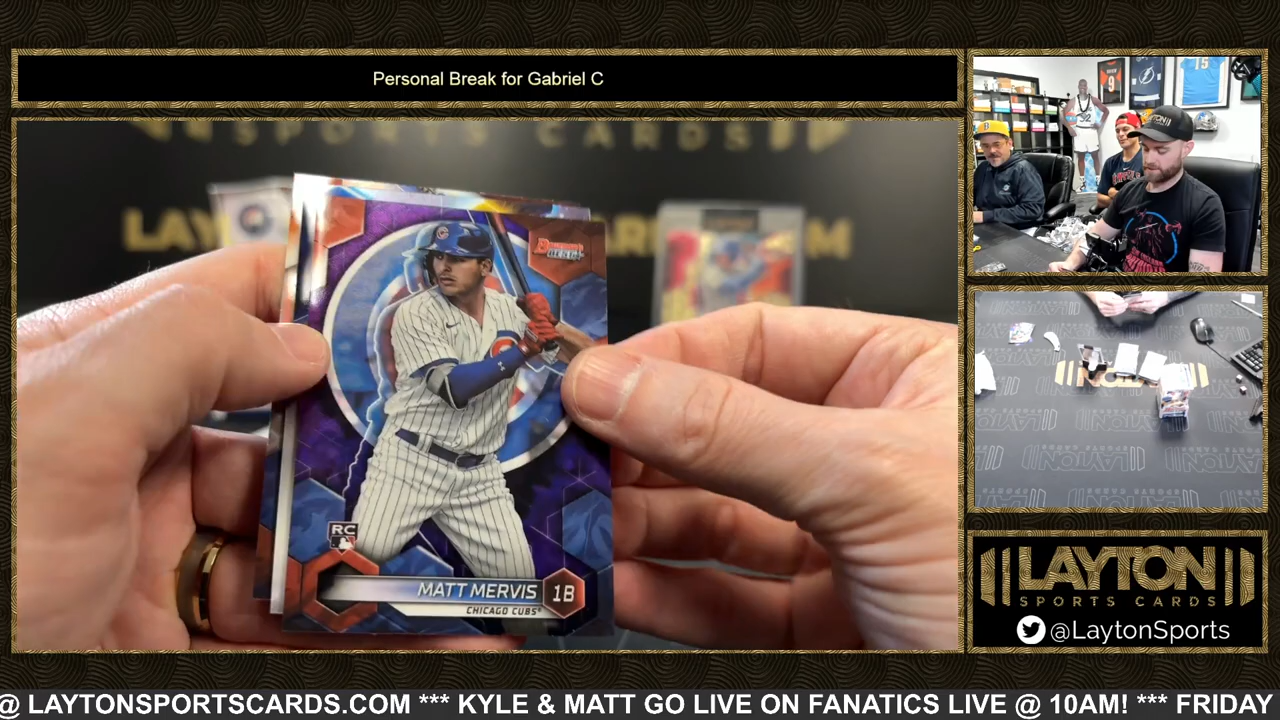 Personal Break for Gabriel C
BOWMAN'S
BEST
RC
MATT MERVIS 1B
CHICAGO CUBS
LAYTON
SPORTS CARDS
@LaytonSports
@ LAYTONSPORTSCARDS.COM *** KYLE & MATT GO LIVE ON FANATICS LIVE @ 10AM! *** FRIDAY